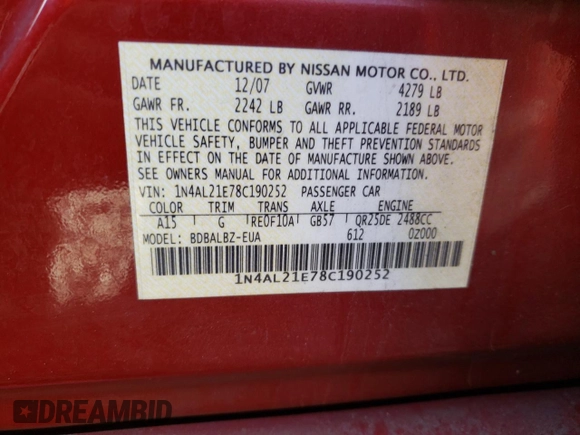 MANUFACTURED BY NISSAN MOTOR CO., LTD.
DATE 12/07 GVWR 4279 LB
GAWR FR. 2242 LB GAWR RR. 2189 LB
THIS VEHICLE CONFORMS TO ALL APPLICABLE FEDERAL MOTOR
VEHICLE SAFETY, BUMPER AND THEFT PREVENTION STANDARDS
IN EFFECT ON THE DATE OF MANUFACTURE SHOWN ABOVE.
SEE OWNERS MANUAL FOR ADDITIONAL INFORMATION.
VIN: 1N4AL21E78C190252 PASSENGER CAR
COLOR TRIM TRANS AXLE ENGINE
A15 G RE0F10A GB57 QR25DE 2488CC
MODEL: BDBALBZ-EUA 612 0Z000
1N4AL21E78C190252
DREAMBID